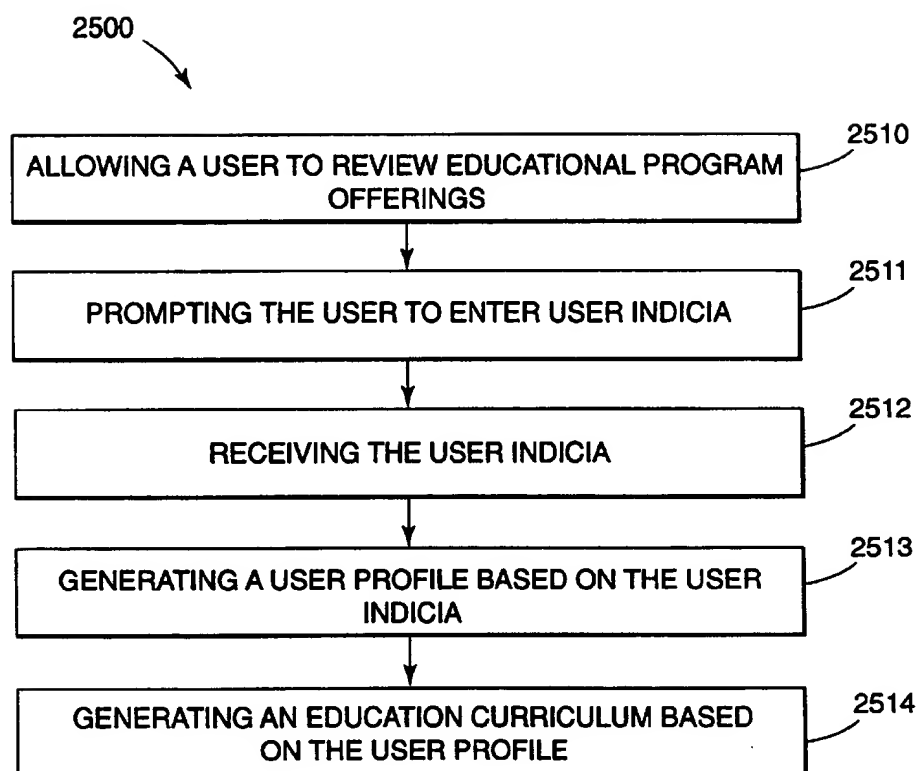 2500
2510
ALLOWING A USER TO REVIEW EDUCATIONAL PROGRAM
OFFERINGS
2511
PROMPTING THE USER TO ENTER USER INDICIA
2512
RECEIVING THE USER INDICIA
2513
GENERATING A USER PROFILE BASED ON THE USER
INDICIA
2514
GENERATING AN EDUCATION CURRICULUM BASED
ON THE USER PROFILE